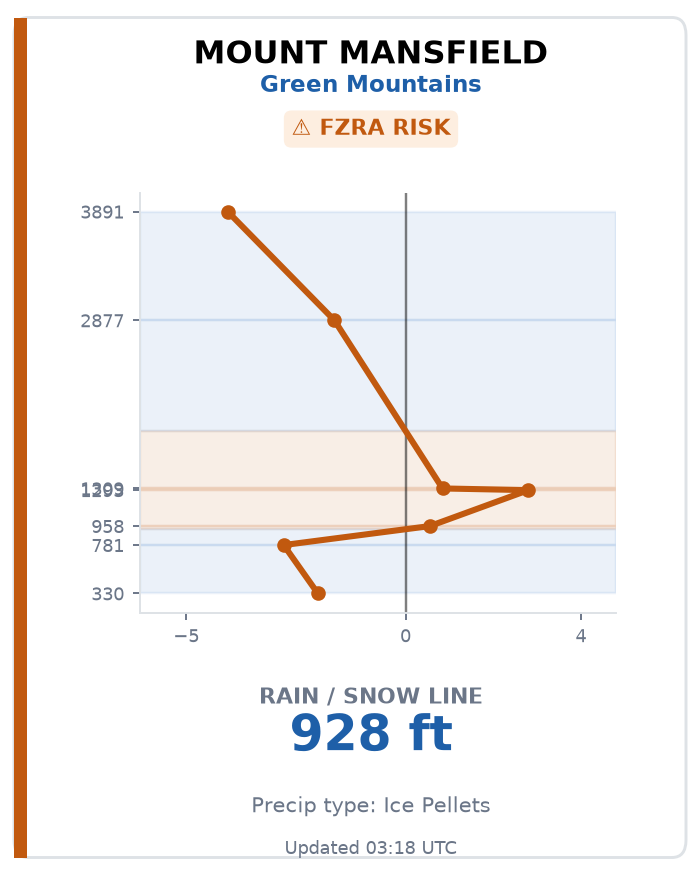 MOUNT MANSFIELD
Green Mountains
⚠ FZRA RISK
3891
2877
958
781
330
−5 0 4
RAIN / SNOW LINE
928 ft
Precip type: Ice Pellets
Updated 03:18 UTC